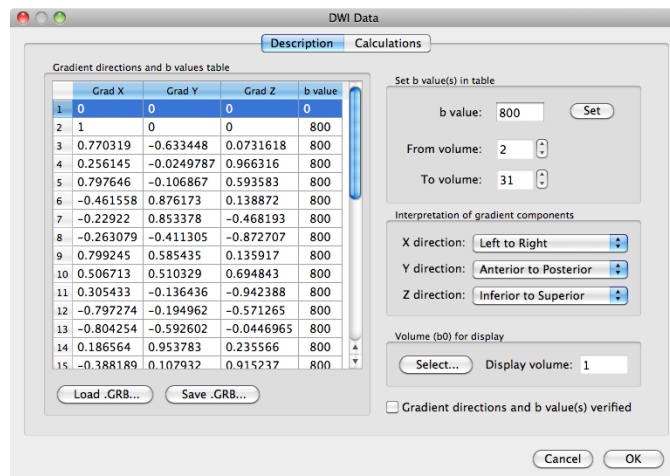 DWI Data
Description Calculations
Gradient directions and b values table
Grad X Grad Y Grad Z b value
1 0 0 0 0
2 1 0 0 800
3 0.770319 -0.633448 0.0731618 800
4 0.256145 -0.0249787 0.966316 800
5 0.797646 -0.106867 0.593583 800
6 -0.461558 0.876173 0.138872 800
7 -0.22922 0.853378 -0.468193 800
8 -0.263079 -0.411305 -0.872707 800
9 0.799245 0.585435 0.135917 800
10 0.506713 0.510329 0.694843 800
11 0.305433 -0.136436 -0.942388 800
12 -0.797274 -0.194962 -0.571265 800
13 -0.804254 -0.592602 -0.0446965 800
14 0.186564 0.953783 0.235566 800
15 -0.388189 0.107932 0.915237 800
Load .GRB... Save .GRB...
Set b value(s) in table
b value: 800 Set
From volume: 2
To volume: 31
Interpretation of gradient components
X direction: Left to Right
Y direction: Anterior to Posterior
Z direction: Inferior to Superior
Volume (b0) for display
Select... Display volume: 1
Gradient directions and b value(s) verified
Cancel OK